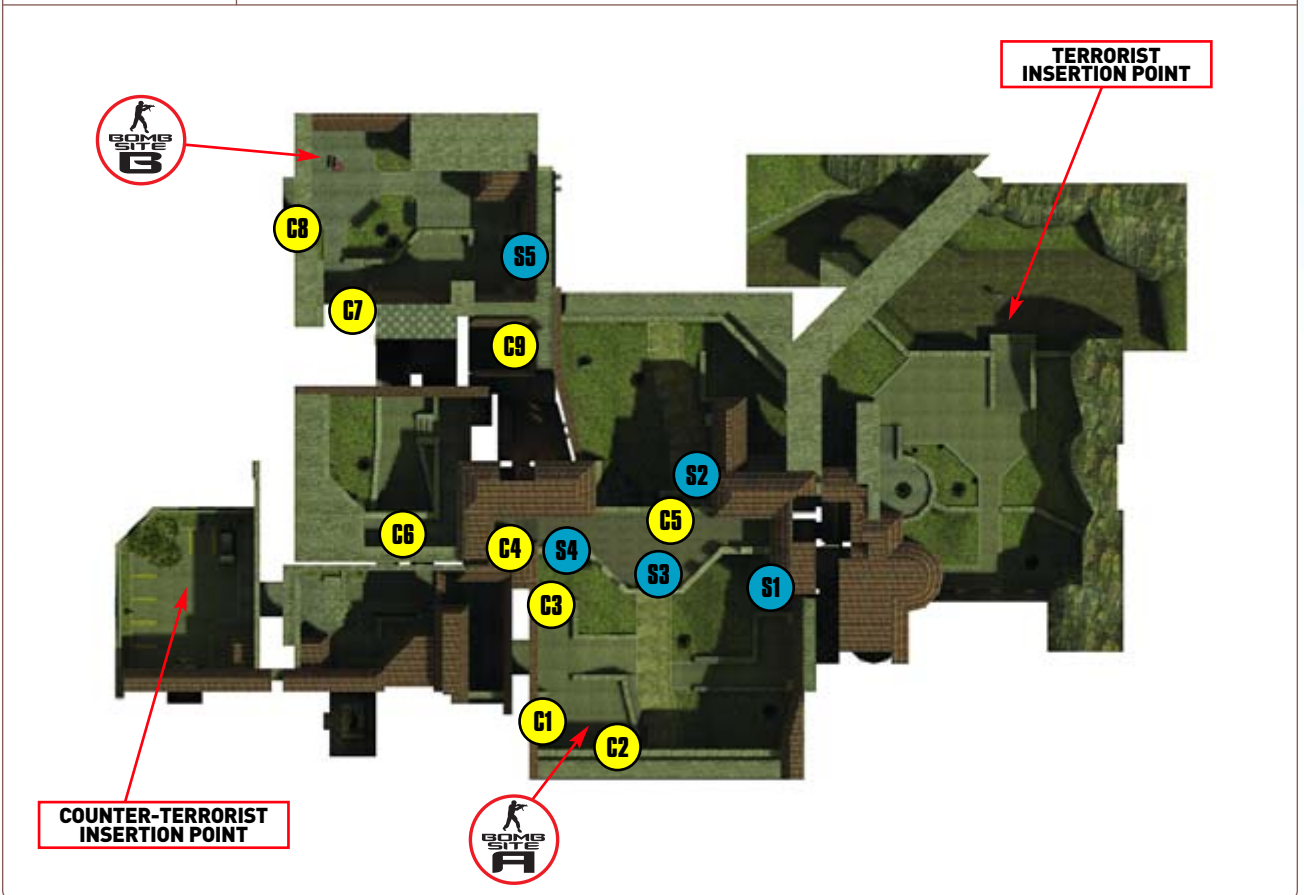 TERRORIST
INSERTION POINT
BOMB
SITE
B
C8
S5
C7
C9
S2
C5
C6
C4
S4
S3
S1
C3
C1
C2
COUNTER-TERRORIST
INSERTION POINT
BOMB
SITE
A